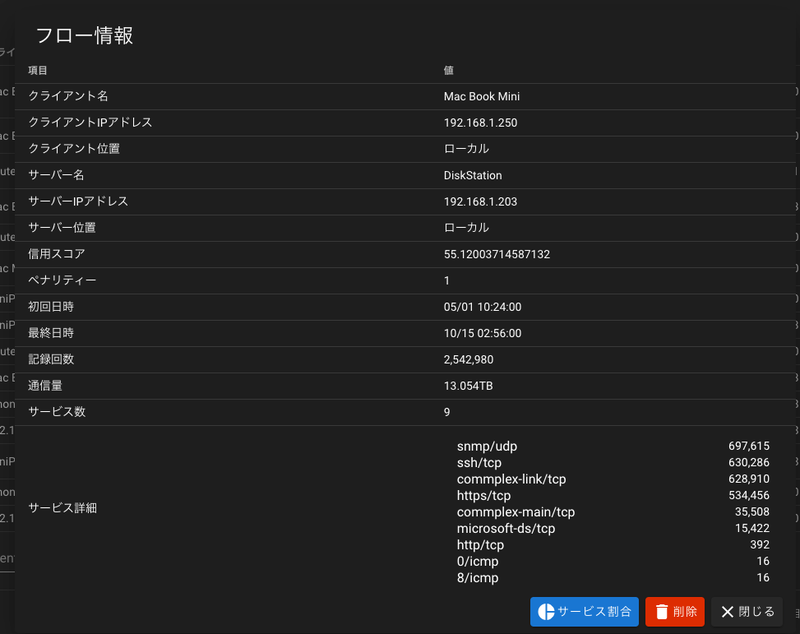 フロー情報
項目 値
クライアント名 Mac Book Mini
クライアントIPアドレス 192.168.1.250
クライアント位置 ローカル
サーバー名 DiskStation
サーバーIPアドレス 192.168.1.203
サーバー位置 ローカル
信用スコア 55.12003714587132
ペナリティー 1
初回日時 05/01 10:24:00
最終日時 10/15 02:56:00
記録回数 2,542,980
通信量 13.054TB
サービス数 9
サービス詳細
snmp/udp 697,615
ssh/tcp 630,286
commplex-link/tcp 628,910
https/tcp 534,456
commplex-main/tcp 35,508
microsoft-ds/tcp 15,422
http/tcp 392
0/icmp 16
8/icmp 16
サービス割合 削除 閉じる